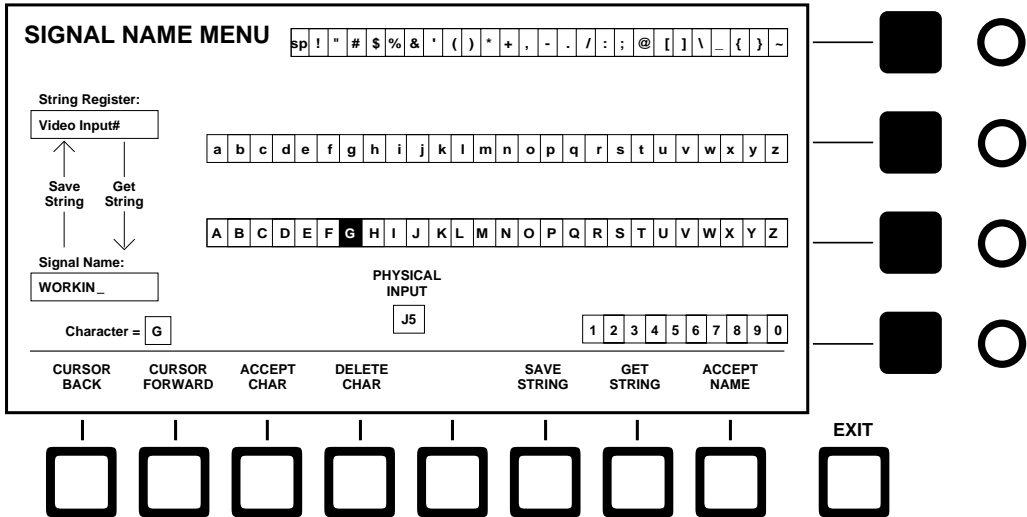 SIGNAL NAME MENU
sp ! " # $ % & ' ( ) * + , - . / : ; @ [ ] \ _ { } ~
String Register:
Video Input#
a b c d e f g h i j k l m n o p q r s t u v w x y z
Save
String
Get
String
A B C D E F G H I J K L M N O P Q R S T U V W X Y Z
Signal Name:
WORKIN_
PHYSICAL
INPUT
J5
Character = G
1 2 3 4 5 6 7 8 9 0
CURSOR
BACK
CURSOR
FORWARD
ACCEPT
CHAR
DELETE
CHAR
SAVE
STRING
GET
STRING
ACCEPT
NAME
EXIT